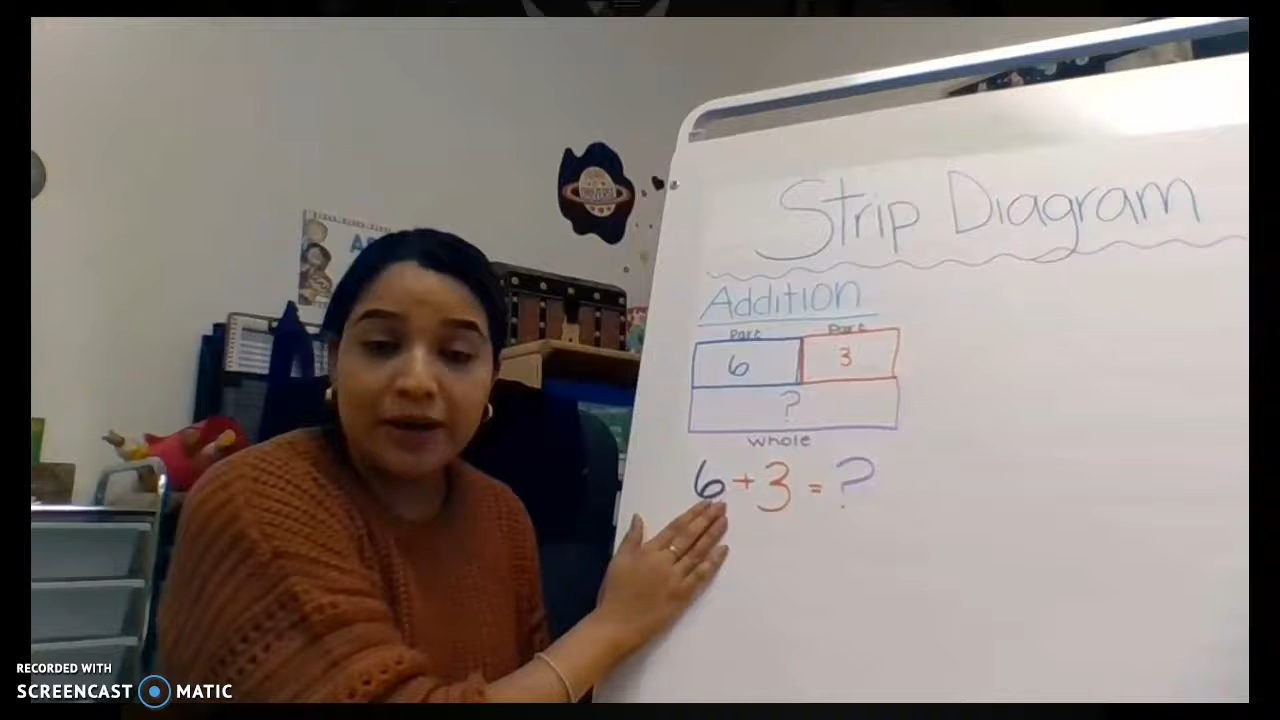 Strip Diagram
Addition
Part Part
6 3
?
whole
6 + 3 = ?
RECORDED WITH
SCREENCAST MATIC